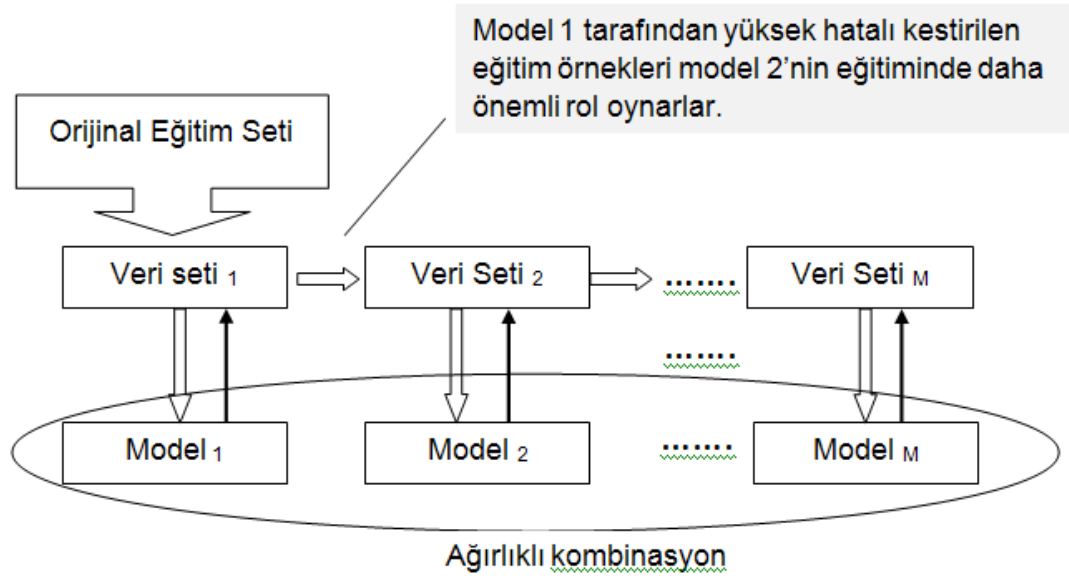 Model 1 tarafından yüksek hatalı kestirilen
eğitim örnekleri model 2’nin eğitiminde daha
önemli rol oynarlar.
Orijinal Eğitim Seti
Veri seti 1
Veri Seti 2
.......
Veri Seti M
.......
Model 1
Model 2
.......
Model M
Ağırlıklı kombinasyon